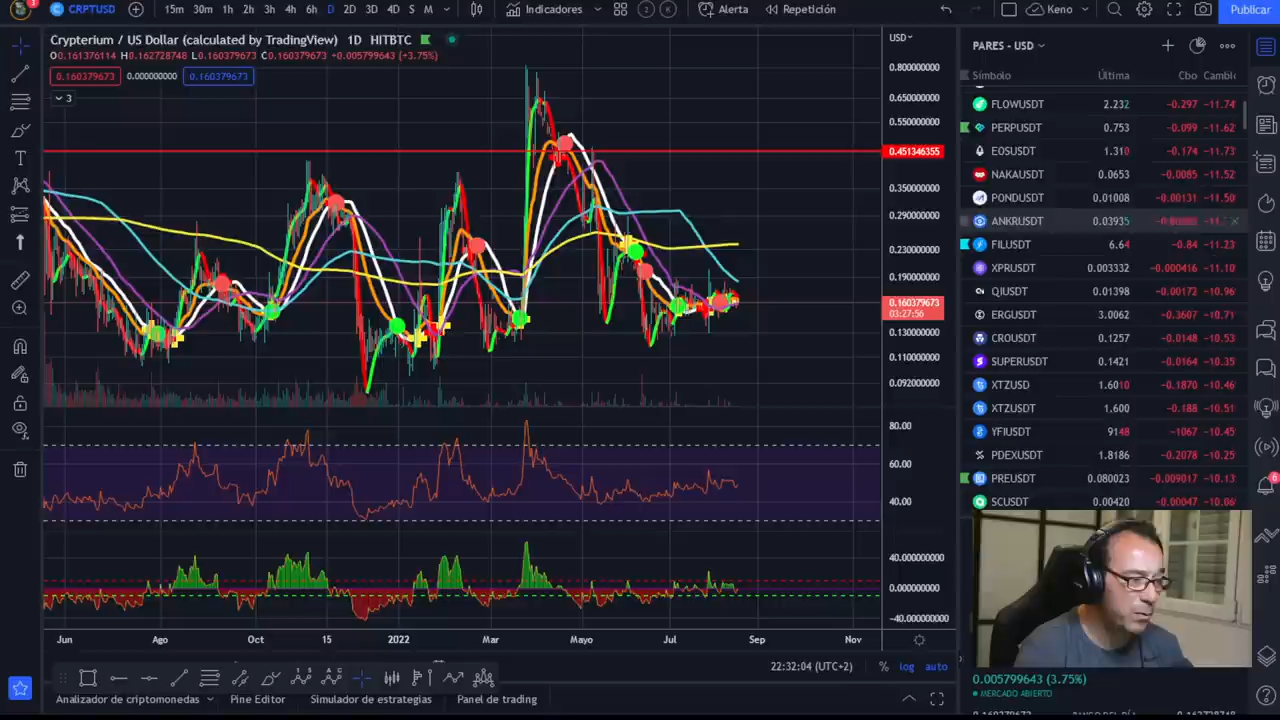 CRPTUSD 15m 30m 1h 2h 3h 4h 6h D 2D 3D 4D S M Indicadores Alerta Repetición Keno Publicar
Crypterium / US Dollar (calculated by TradingView) 1D HITBTC
O0.161376114 H0.162728748 L0.160379673 C0.160379673 +0.005799643 (+3.75%)
0.160379673 0.000000000 0.160379673
3
USD
0.800000000
0.650000000
0.550000000
0.451346355
0.350000000
0.290000000
0.230000000
0.190000000
0.160379673
03:27:56
0.130000000
0.110000000
0.092000000
80.00
60.00
40.00
40.000000000
0.000000000
-40.000000000
Jun Ago Oct 15 2022 Mar Mayo Jul Sep Nov
22:32:04 (UTC+2) % log auto
Analizador de criptomonedas Pine Editor Simulador de estrategias Panel de trading
PARES - USD
Símbolo Última Cbo Cambi
FLOWUSDT 2.232 -0.297 -11.74
PERPUSDT 0.753 -0.099 -11.62
EOSUSDT 1.310 -0.174 -11.73
NAKAUSDT 0.0653 -0.0085 -11.52
PONDUSDT 0.01008 -0.00131 -11.50
ANKRUSDT 0.03935
FILUSDT 6.64 -0.84 -11.23
XPRUSDT 0.003332 -0.000416 -11.10
QIUSDT 0.01398 -0.00172 -10.96
ERGUSDT 3.0062 -0.3607 -10.71
CROUSDT 0.1257 -0.0148 -10.53
SUPERUSDT 0.1421 -0.0164 -10.35
XTZUSD 1.6010 -0.1870 -10.46
XTZUSDT 1.600 -0.188 -10.51
YFIUSDT 9148 -1067 -10.45
PDEXUSDT 1.8186 -0.2078 -10.25
PREUSDT 0.080023 -0.009017 -10.13
SCUSDT 0.00420 -0.00047 -10.06
0.005799643 (3.75%)
MERCADO ABIERTO